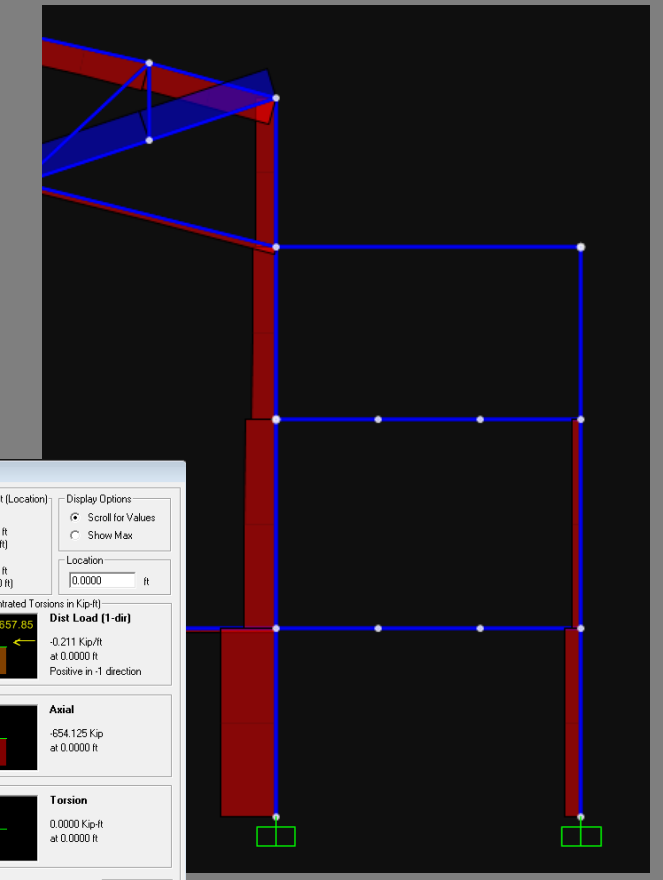 t (Location)
ft
ft)
ft
0 ft)
Display Options
Scroll for Values
Show Max
Location
0.0000 ft
ntrated Torsions in Kip-ft)
657.85
Dist Load (1-dir)
-0.211 Kip/ft
at 0.0000 ft
Positive in -1 direction
Axial
-654.125 Kip
at 0.0000 ft
Torsion
0.0000 Kip-ft
at 0.0000 ft